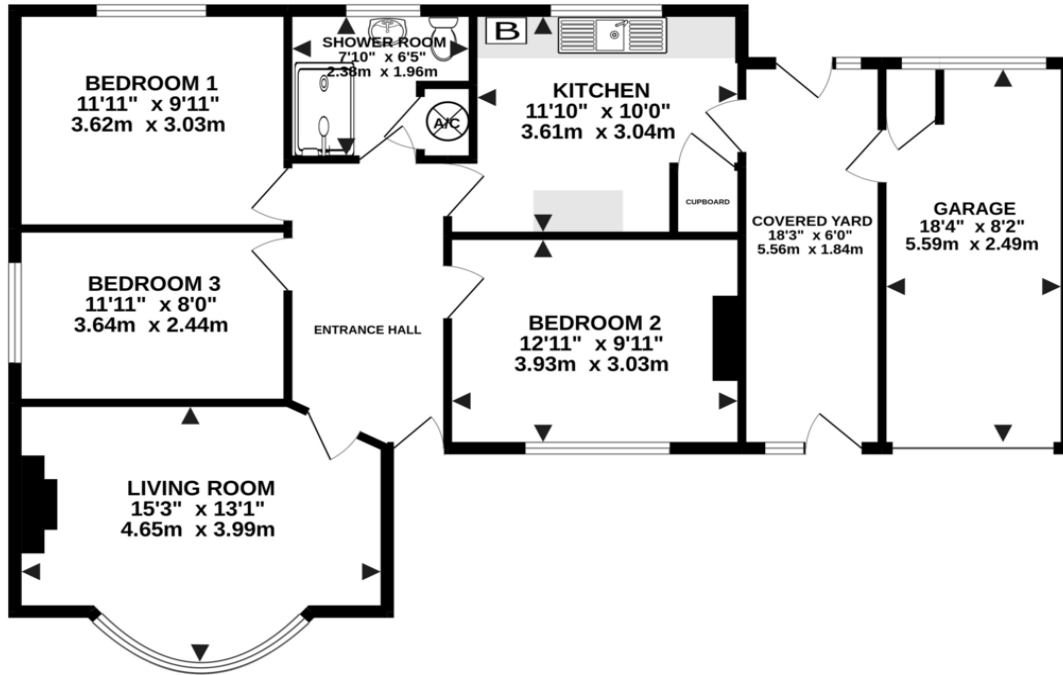 BEDROOM 1
11'11" x 9'11"
3.62m x 3.03m
SHOWER ROOM
7'10" x 6'5"
2.38m x 1.96m
A/C
B
KITCHEN
11'10" x 10'0"
3.61m x 3.04m
CUPBOARD
COVERED YARD
18'3" x 6'0"
5.56m x 1.84m
GARAGE
18'4" x 8'2"
5.59m x 2.49m
BEDROOM 3
11'11" x 8'0"
3.64m x 2.44m
ENTRANCE HALL
BEDROOM 2
12'11" x 9'11"
3.93m x 3.03m
LIVING ROOM
15'3" x 13'1"
4.65m x 3.99m